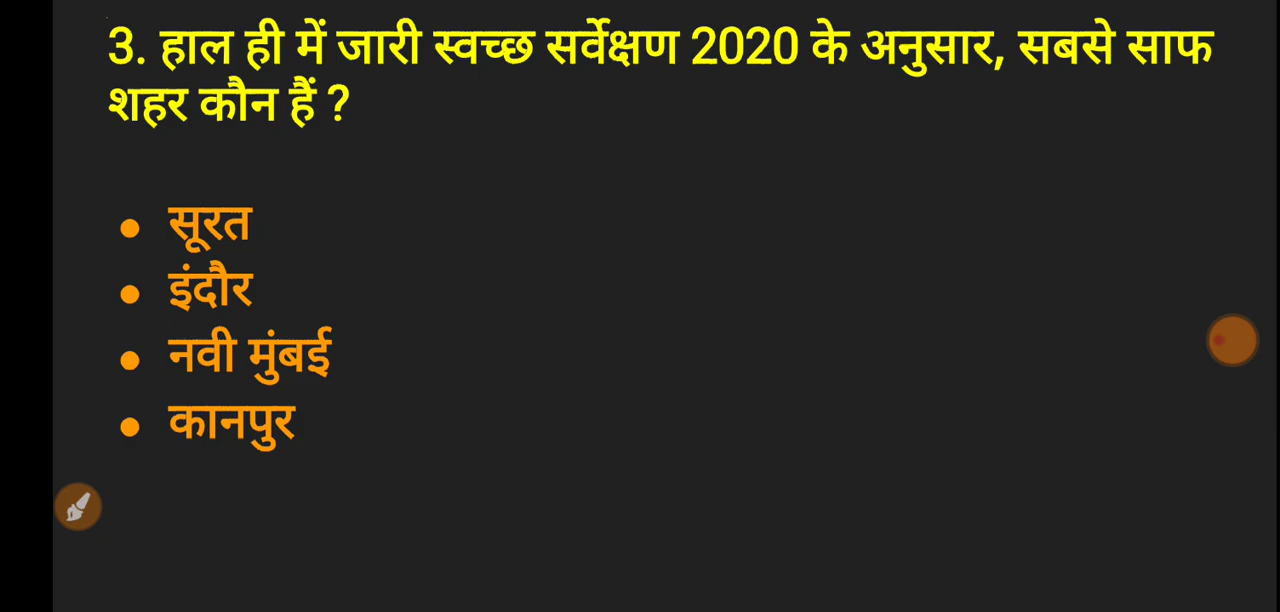 3. हाल ही में जारी स्वच्छ सर्वेक्षण 2020 के अनुसार, सबसे साफ
शहर कौन हैं ?
• सूरत
• इंदौर
• नवी मुंबई
• कानपुर